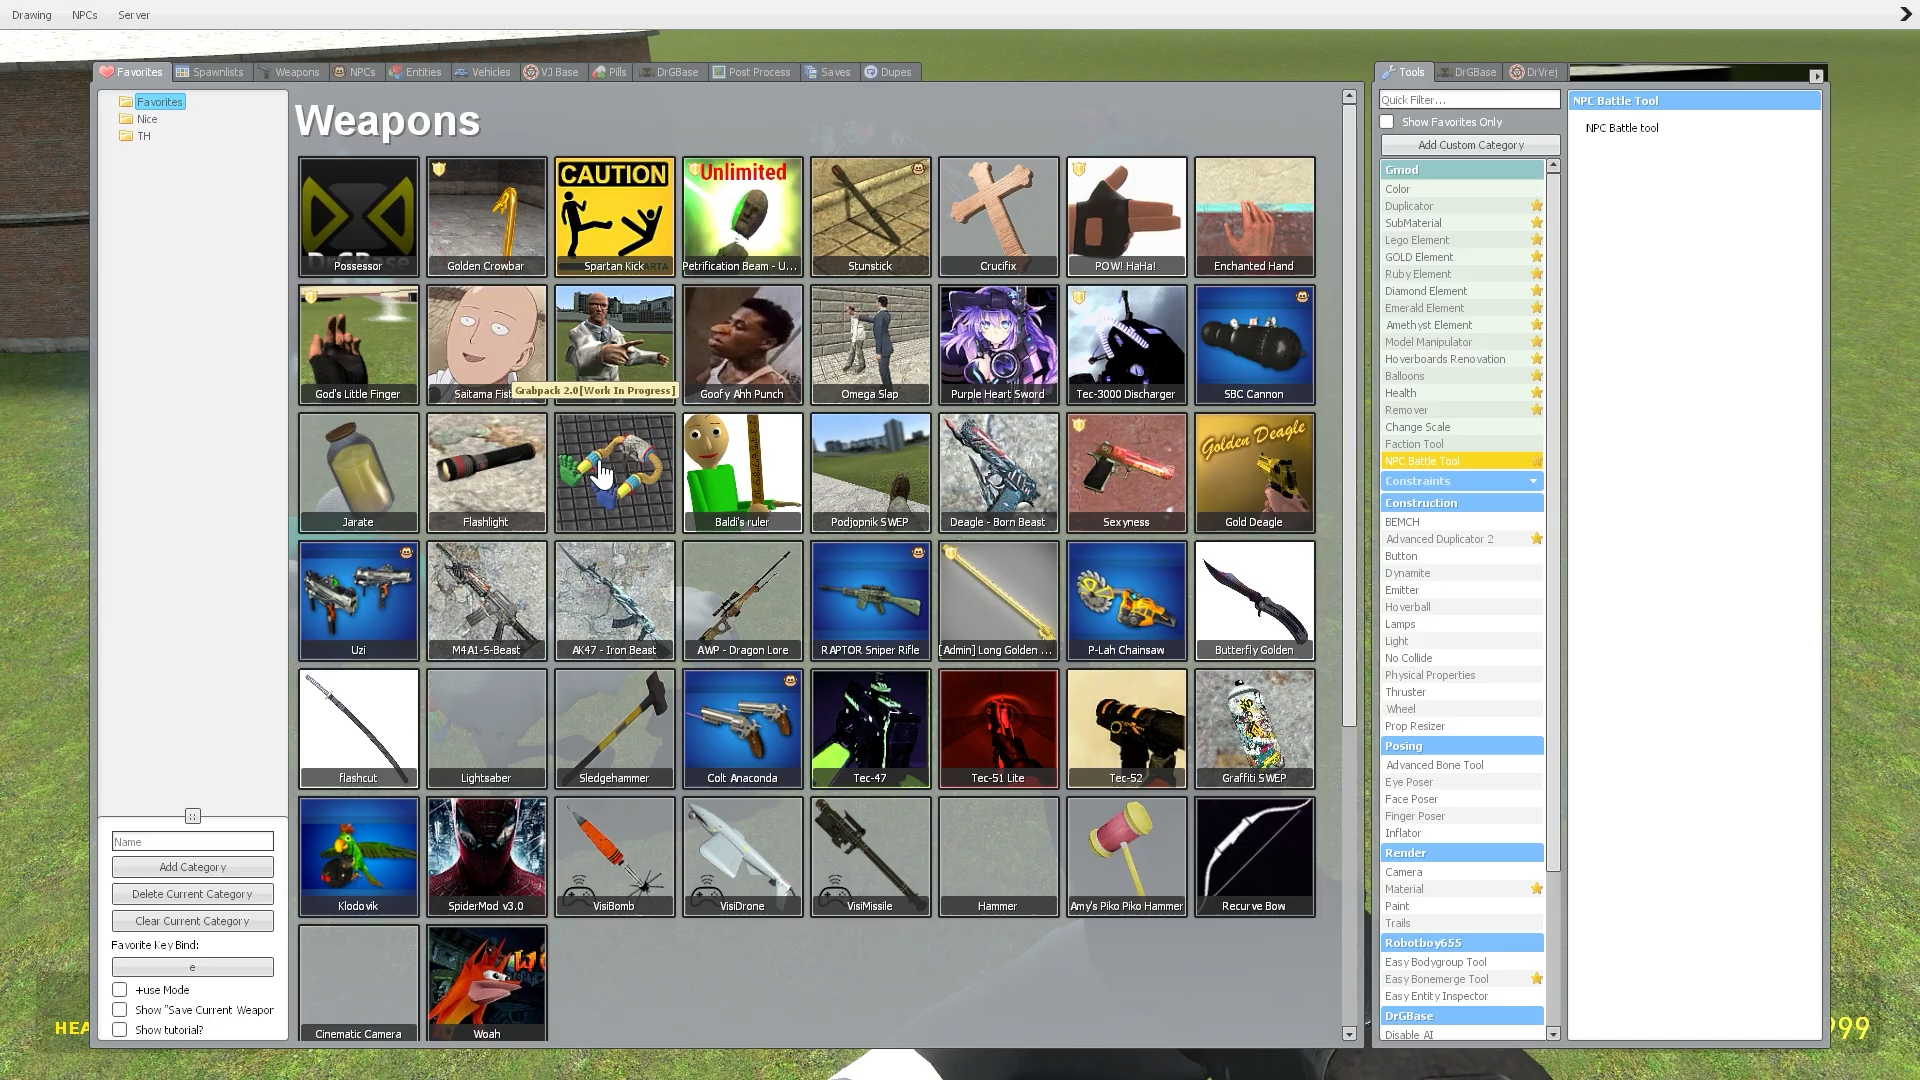 Drawing NPCs Server
Favorites Spawnlists Weapons NPCs Entities Vehicles VJ Base Pills DrGBase Post Process Saves Dupes
Favorites
Nice
TH
Weapons
CAUTION
Unlimited
Possessor
Golden Crowbar
Spartan Kick
Petrification Beam - U...
Stunstick
Crucifix
POW! HaHa!
Enchanted Hand
God's Little Finger
Saitama Fist
Grabpack 2.0[Work In Progress]
Goofy Ahh Punch
Omega Slap
Purple Heart Sword
Tec-3000 Discharger
SBC Cannon
Golden Deagle
Jarate
Flashlight
Baldi's ruler
Podjopnik SWEP
Deagle - Born Beast
Sexyness
Gold Deagle
Uzi
M4A1-S-Beast
AK47 - Iron Beast
AWP - Dragon Lore
RAPTOR Sniper Rifle
[Admin] Long Golden ...
P-Lah Chainsaw
Butterfly Golden
flashcut
Lightsaber
Sledgehammer
Colt Anaconda
Tec-47
Tec-51 Lite
Tec-52
Graffiti SWEP
Klodovik
SpiderMod v3.0
VisiBomb
VisiDrone
VisiMissile
Hammer
Amy's Piko Piko Hammer
Recurve Bow
Cinematic Camera
Woah
Name
Add Category
Delete Current Category
Clear Current Category
Favorite Key Bind:
e
+use Mode
Show "Save Current Weapor
Show tutorial?
HEA
Tools DrGBase DrVrej
Quick Filter...
Show Favorites Only
Add Custom Category
Gmod
Color
Duplicator
SubMaterial
Lego Element
GOLD Element
Ruby Element
Diamond Element
Emerald Element
Amethyst Element
Model Manipulator
Hoverboards Renovation
Balloons
Health
Remover
Change Scale
Faction Tool
NPC Battle Tool
Constraints
Construction
BEMCH
Advanced Duplicator 2
Button
Dynamite
Emitter
Hoverball
Lamps
Light
No Collide
Physical Properties
Thruster
Wheel
Prop Resizer
Posing
Advanced Bone Tool
Eye Poser
Face Poser
Finger Poser
Inflator
Render
Camera
Material
Paint
Trails
Robotboy655
Easy Bodygroup Tool
Easy Bonemerge Tool
Easy Entity Inspector
DrGBase
Disable AI
NPC Battle Tool
NPC Battle tool
999